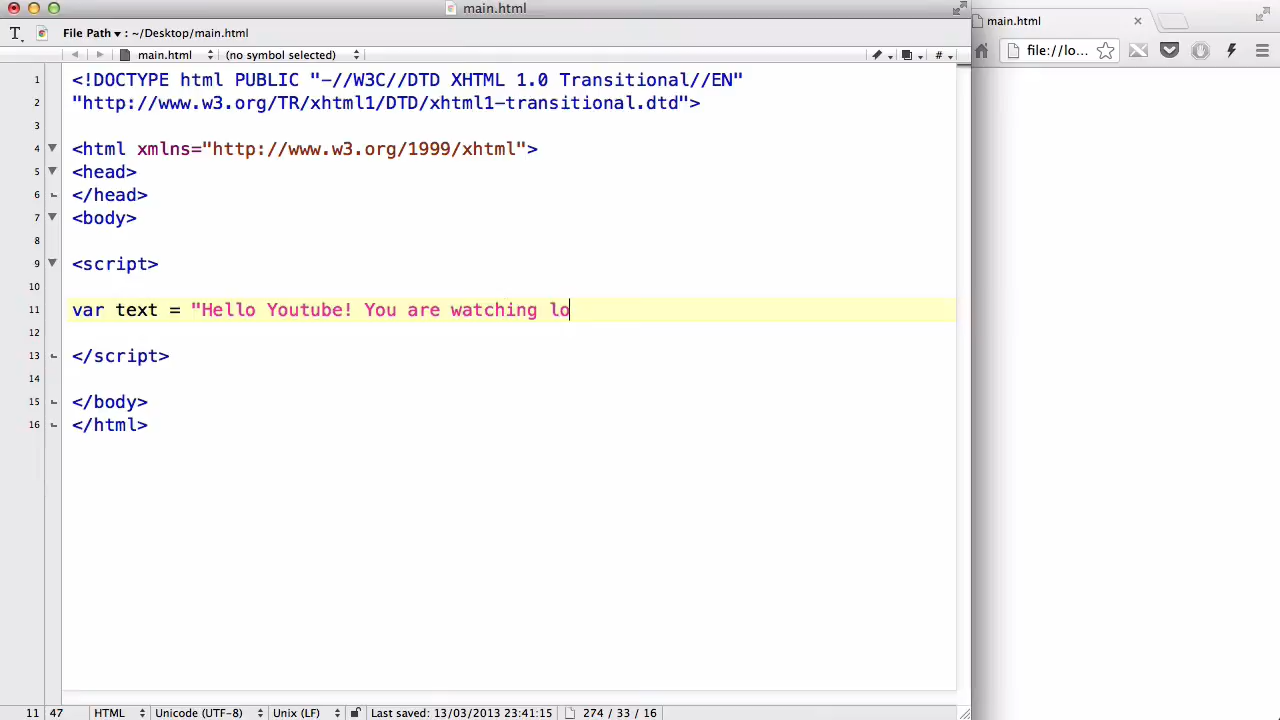 main.html
File Path ▾ : ~/Desktop/main.html
main.html (no symbol selected) #
1 <!DOCTYPE html PUBLIC "-//W3C//DTD XHTML 1.0 Transitional//EN"
2 "http://www.w3.org/TR/xhtml1/DTD/xhtml1-transitional.dtd">
3
4 <html xmlns="http://www.w3.org/1999/xhtml">
5 <head>
6 </head>
7 <body>
8
9 <script>
10
11 var text = "Hello Youtube! You are watching lo
12
13 </script>
14
15 </body>
16 </html>
11 47 HTML Unicode (UTF-8) Unix (LF) Last saved: 13/03/2013 23:41:15 274 / 33 / 16
main.html
file://lo...